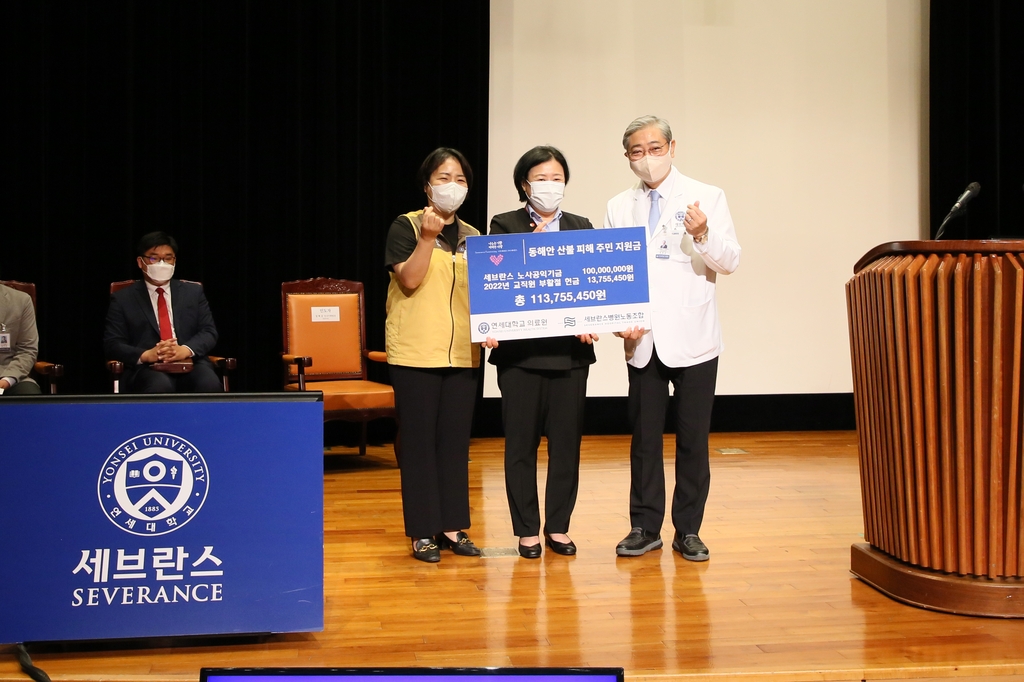 동해안 산불 피해 주민 지원금
세브란스 노사공익기금 100,000,000원
2022년 교직원 부활절 헌금 13,755,450원
총 113,755,450원
연세대학교 의료원
세브란스병원노동조합
YONSEI UNIVERSITY
1885
연세대학교
세브란스
SEVERANCE